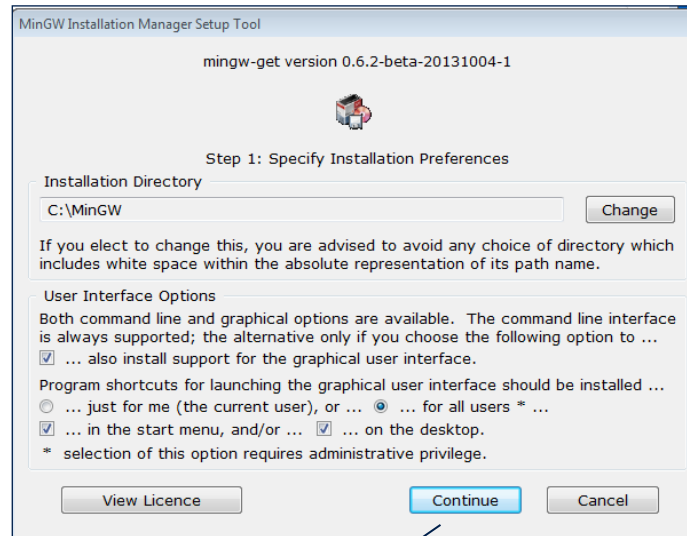 MinGW Installation Manager Setup Tool
mingw-get version 0.6.2-beta-20131004-1
Step 1: Specify Installation Preferences
Installation Directory
C:\MinGW
Change
If you elect to change this, you are advised to avoid any choice of directory which
includes white space within the absolute representation of its path name.
User Interface Options
Both command line and graphical options are available.  The command line interface
is always supported; the alternative only if you choose the following option to ...
... also install support for the graphical user interface.
Program shortcuts for launching the graphical user interface should be installed ...
... just for me (the current user), or ... ... for all users * ...
... in the start menu, and/or ... ... on the desktop.
* selection of this option requires administrative privilege.
View Licence Continue Cancel